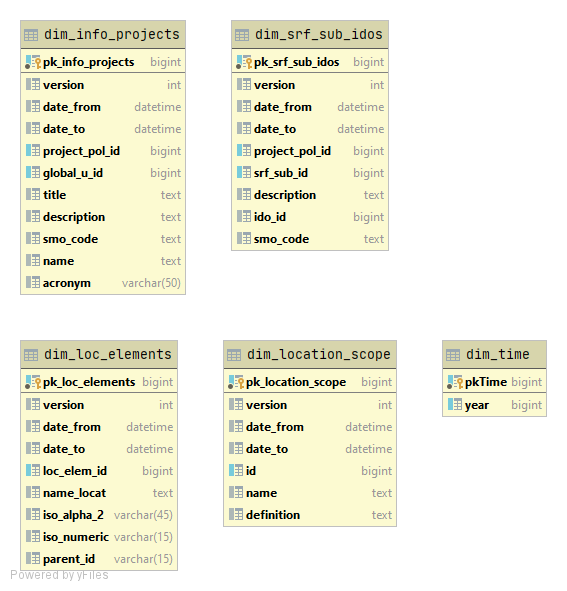 dim_info_projects
pk_info_projects bigint
version int
date_from datetime
date_to datetime
project_pol_id bigint
global_u_id bigint
title text
description text
smo_code text
name text
acronym varchar(50)
dim_srf_sub_idos
pk_srf_sub_idos bigint
version int
date_from datetime
date_to datetime
project_pol_id bigint
srf_sub_id bigint
description text
ido_id bigint
smo_code text
dim_loc_elements
pk_loc_elements bigint
version int
date_from datetime
date_to datetime
loc_elem_id bigint
name_locat text
iso_alpha_2 varchar(45)
iso_numeric varchar(15)
parent_id varchar(15)
dim_location_scope
pk_location_scope bigint
version int
date_from datetime
date_to datetime
id bigint
name text
definition text
dim_time
pkTime bigint
year bigint
Powered by yFiles